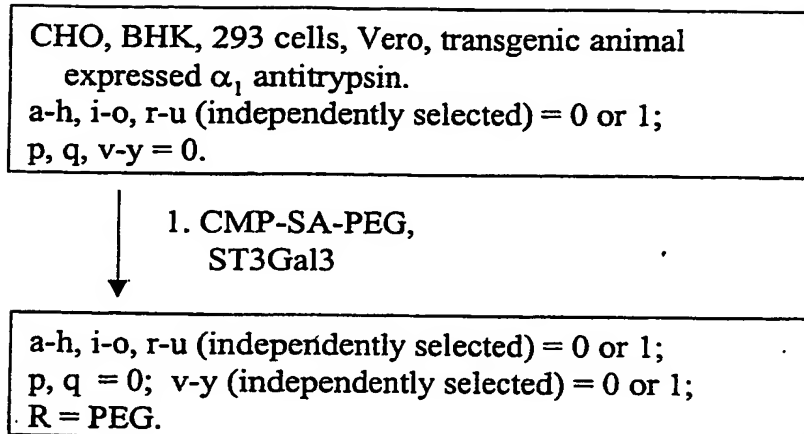 CHO, BHK, 293 cells, Vero, transgenic animal
expressed α₁ antitrypsin.
a-h, i-o, r-u (independently selected) = 0 or 1;
p, q, v-y = 0.
1. CMP-SA-PEG,
ST3Gal3
a-h, i-o, r-u (independently selected) = 0 or 1;
p, q = 0; v-y (independently selected) = 0 or 1;
R = PEG.